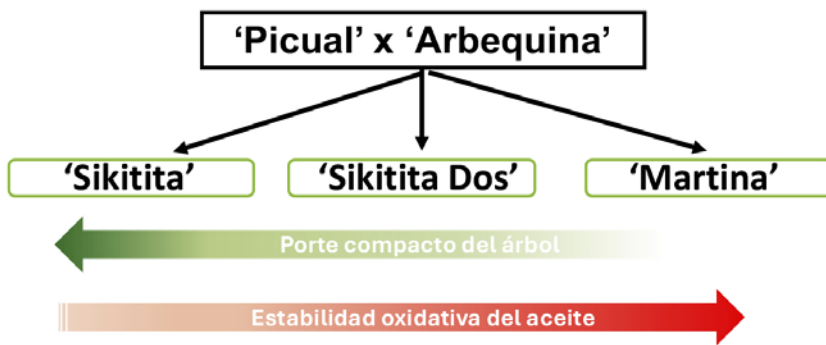 ‘Picual’ x ‘Arbequina’
‘Sikitita’
‘Sikitita Dos’
‘Martina’
Porte compacto del árbol
Estabilidad oxidativa del aceite